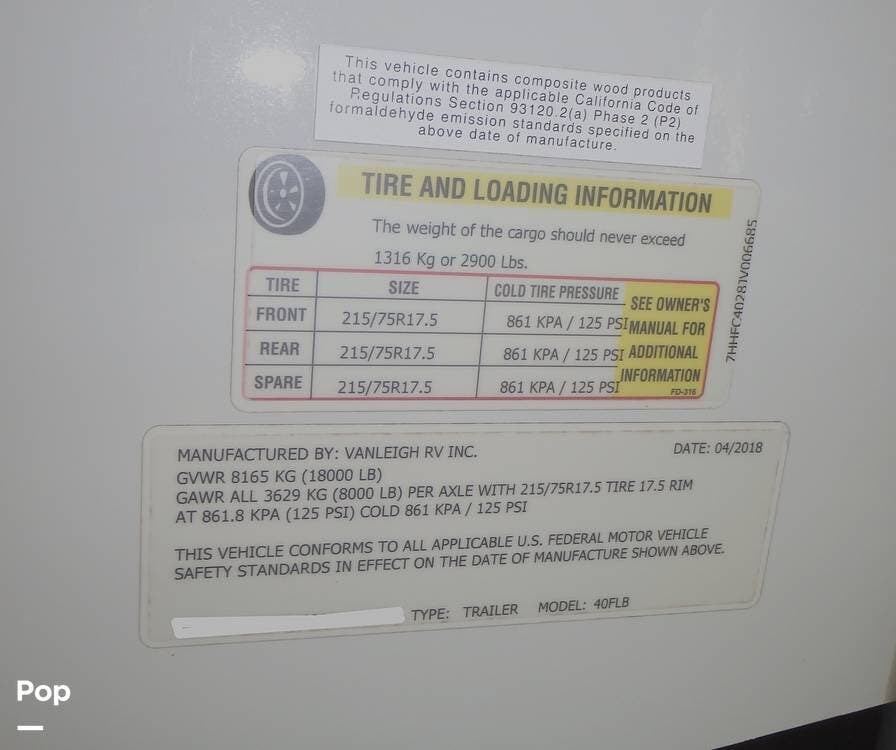 This vehicle contains composite wood products
that comply with the applicable California Code of
Regulations Section 93120.2(a) Phase 2 (P2)
formaldehyde emission standards specified on the
above date of manufacture.
TIRE AND LOADING INFORMATION
The weight of the cargo should never exceed
1316 Kg or 2900 Lbs.
TIRE SIZE COLD TIRE PRESSURE
FRONT 215/75R17.5 861 KPA / 125 PSI
REAR 215/75R17.5 861 KPA / 125 PSI
SPARE 215/75R17.5 861 KPA / 125 PSI
SEE OWNER'S
MANUAL FOR
ADDITIONAL
INFORMATION
FD-316
7HHFC40281V006685
MANUFACTURED BY: VANLEIGH RV INC. DATE: 04/2018
GVWR 8165 KG (18000 LB)
GAWR ALL 3629 KG (8000 LB) PER AXLE WITH 215/75R17.5 TIRE 17.5 RIM
AT 861.8 KPA (125 PSI) COLD 861 KPA / 125 PSI
THIS VEHICLE CONFORMS TO ALL APPLICABLE U.S. FEDERAL MOTOR VEHICLE
SAFETY STANDARDS IN EFFECT ON THE DATE OF MANUFACTURE SHOWN ABOVE.
TYPE: TRAILER MODEL: 40FLB
Pop